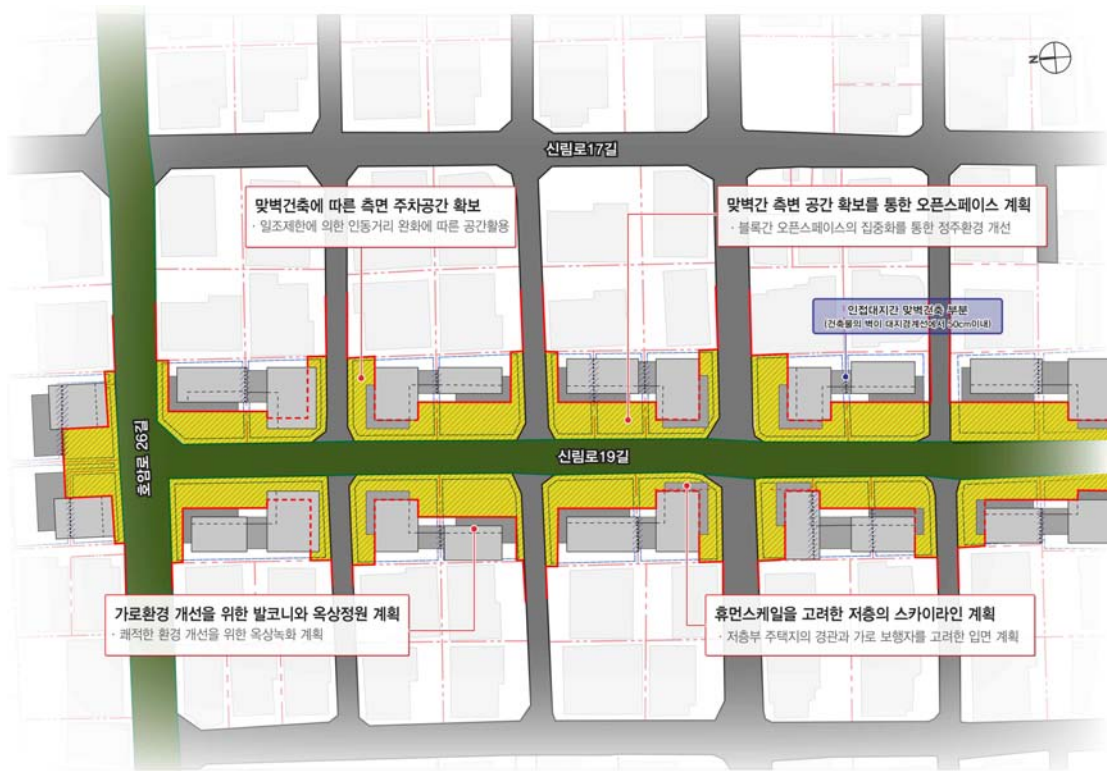 N
신림로17길
맞벽건축에 따른 측면 주차공간 확보
· 일조제한에 의한 인동거리 완화에 따른 공간활용
맞벽간 측변 공간 확보를 통한 오픈스페이스 계획
· 블록간 오픈스페이스의 집중화를 통한 정주환경 개선
인접대지간 맞벽건축 부분
(건축물의 벽이 대지경계선에서 50cm이내)
호암로 26길
신림로19길
가로환경 개선을 위한 발코니와 옥상정원 계획
· 쾌적한 환경 개선을 위한 옥상녹화 계획
휴먼스케일을 고려한 저층의 스카이라인 계획
· 저층부 주택지의 경관과 가로 보행자를 고려한 입면 계획